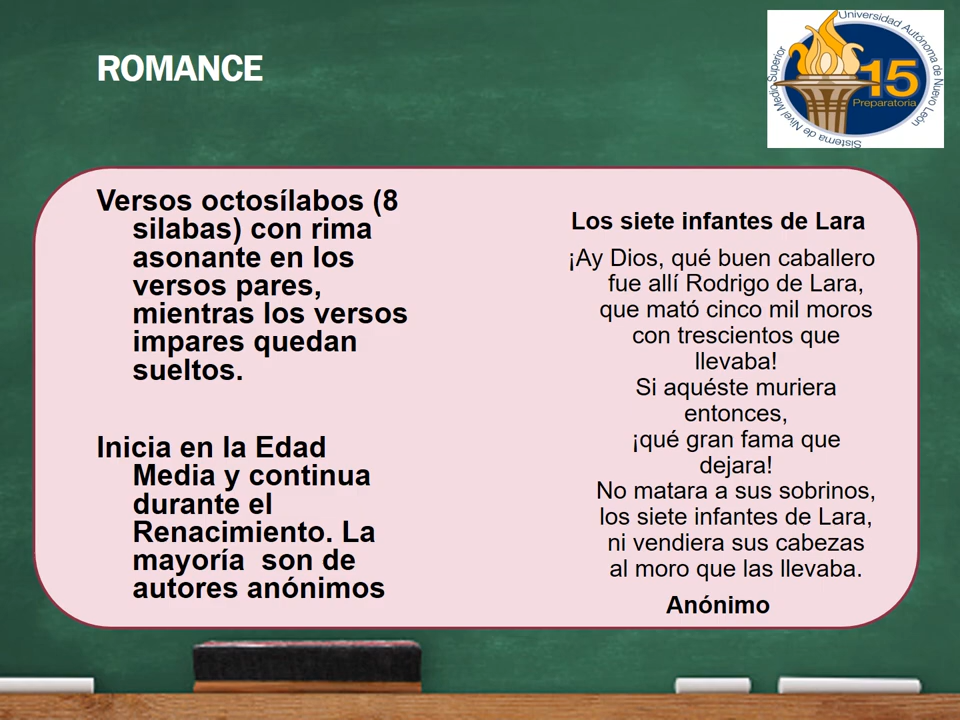 ROMANCE
Universidad Autónoma de Nuevo León
Sistema de Nivel Medio Superior
15
Preparatoria
Versos octosílabos (8
silabas) con rima
asonante en los
versos pares,
mientras los versos
impares quedan
sueltos.
Inicia en la Edad
Media y continua
durante el
Renacimiento. La
mayoría  son de
autores anónimos
Los siete infantes de Lara
¡Ay Dios, qué buen caballero
fue allí Rodrigo de Lara,
que mató cinco mil moros
con trescientos que
llevaba!
Si aquéste muriera
entonces,
¡qué gran fama que
dejara!
No matara a sus sobrinos,
los siete infantes de Lara,
ni vendiera sus cabezas
al moro que las llevaba.
Anónimo